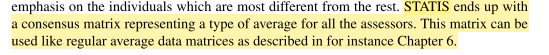 emphasis on the individuals which are most different from the rest. STATIS ends up with
a consensus matrix representing a type of average for all the assessors. This matrix can be
used like regular average data matrices as described in for instance Chapter 6.